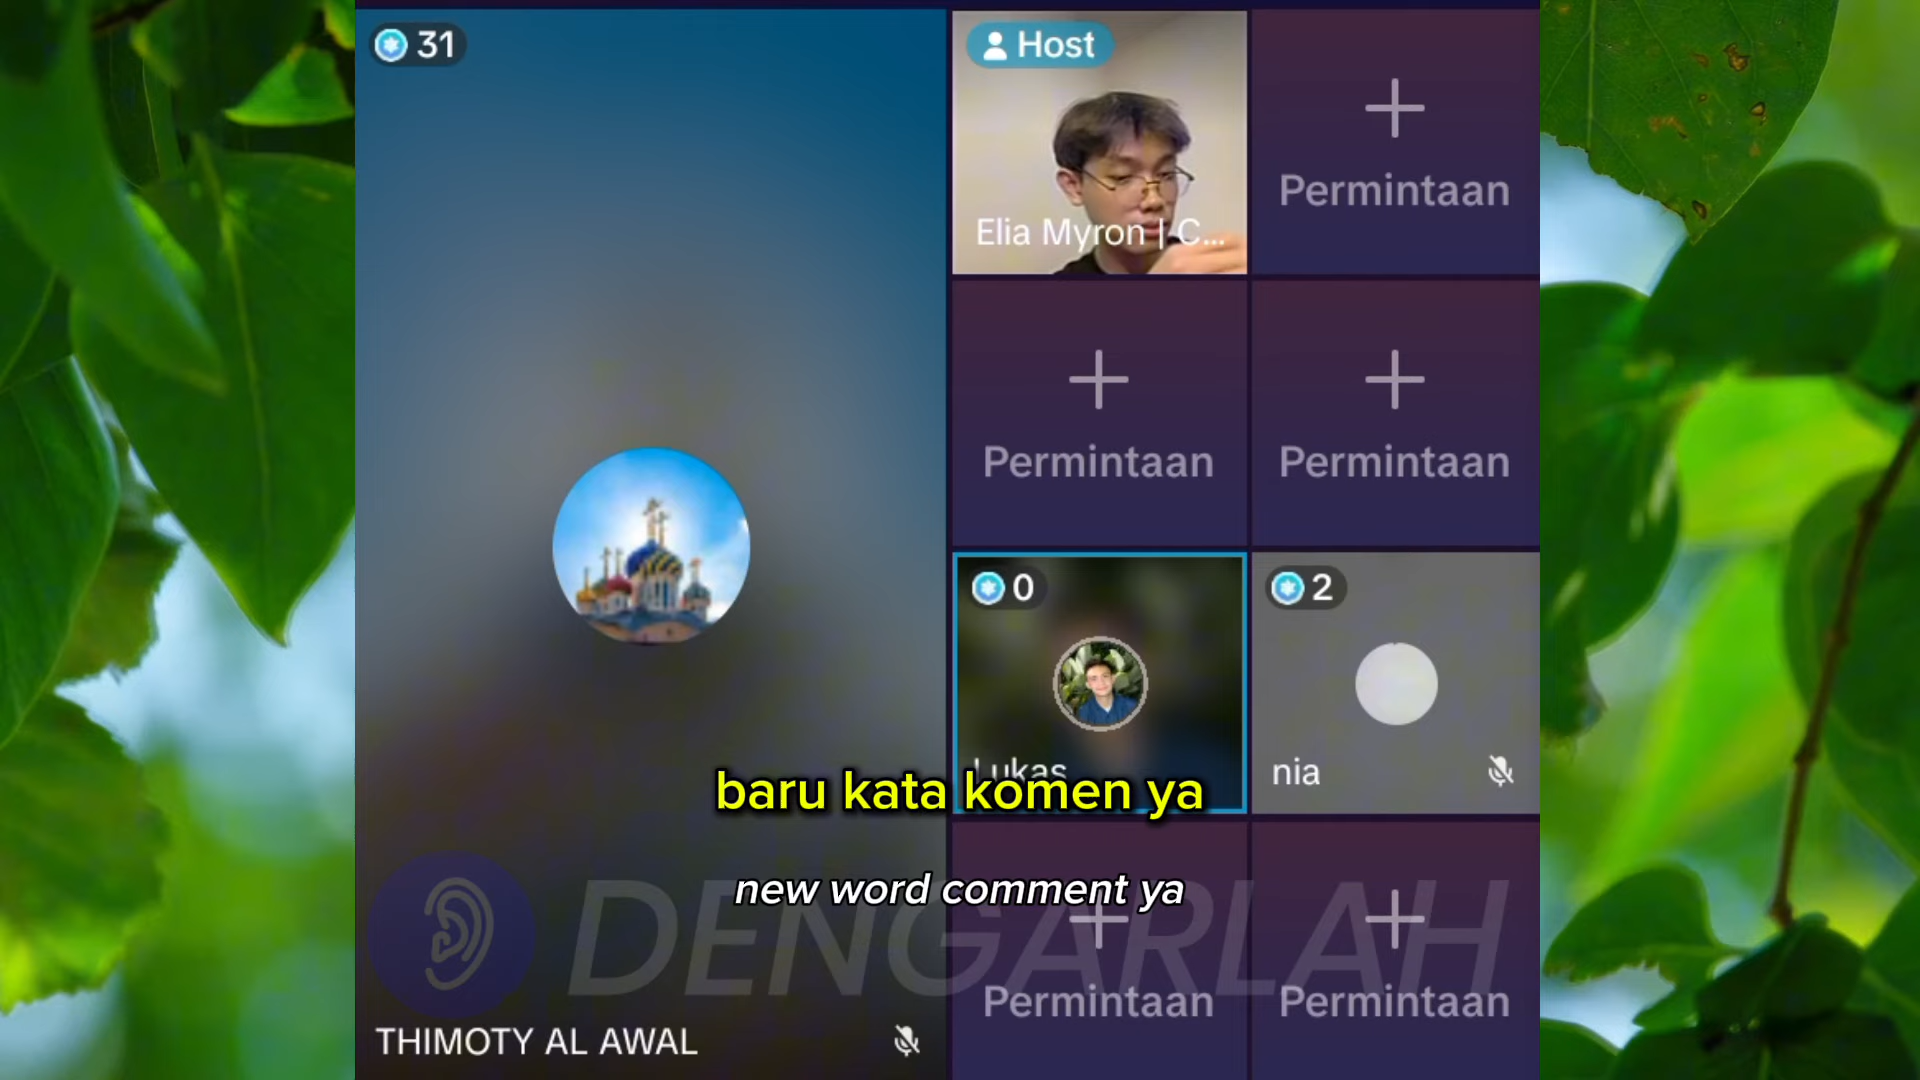 31
Host
Elia Myron | C...
Permintaan
Permintaan
Permintaan
0
2
Lukas
nia
baru kata komen ya
new word comment ya
DENGARLAH
Permintaan
Permintaan
THIMOTY AL AWAL